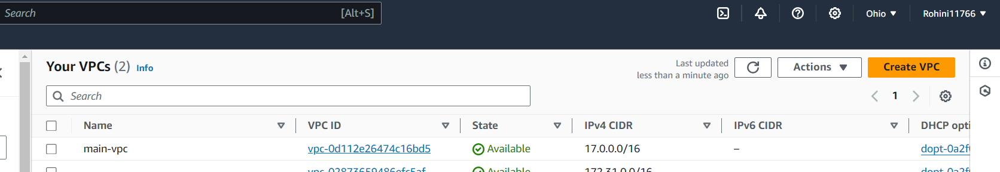 Search [Alt+S] Ohio Rohini11766
Your VPCs (2) Info
Last updated
less than a minute ago
Actions
Create VPC
Search
1
Name VPC ID State IPv4 CIDR IPv6 CIDR DHCP opti
main-vpc vpc-0d112e26474c16bd5 Available 17.0.0.0/16 – dopt-0a2f
vpc-02873659486efc5af Available 172.31.0.0/16 dopt-0a2f